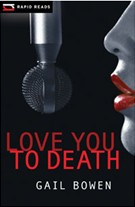 RAPID READS
LOVE YOU
TO DEATH
GAIL BOWEN